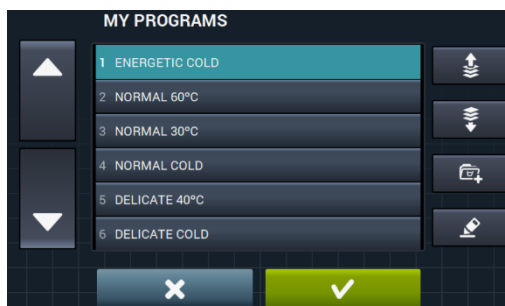 MY PROGRAMS
1 ENERGETIC COLD
2 NORMAL 60ºC
3 NORMAL 30ºC
4 NORMAL COLD
5 DELICATE 40ºC
6 DELICATE COLD